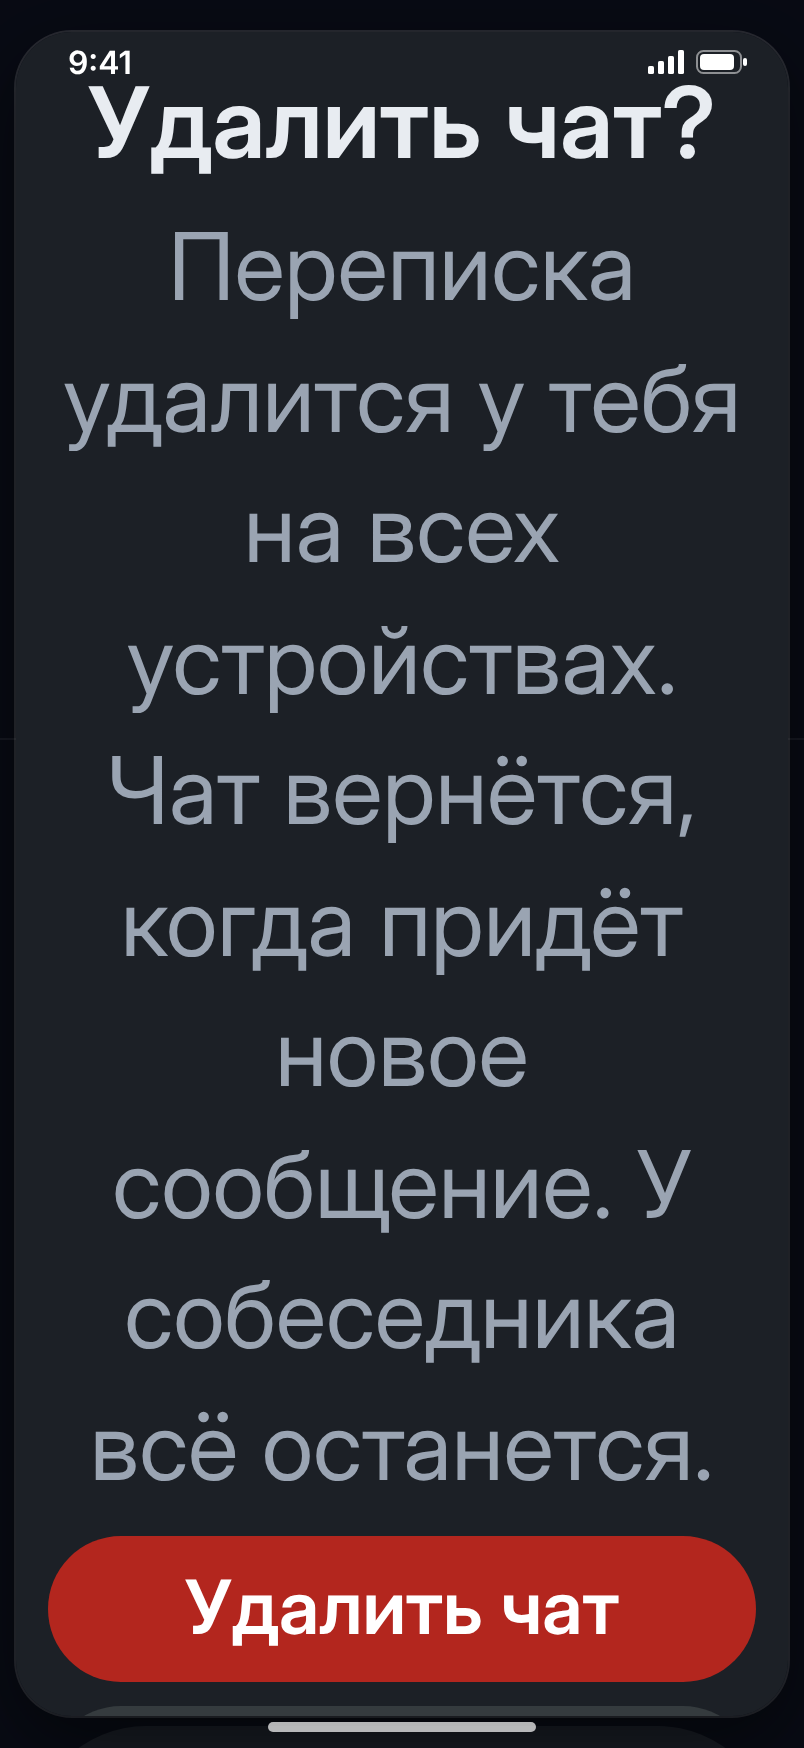 9:41
Удалить чат?
Переписка
удалится у тебя
на всех
устройствах.
Чат вернётся,
когда придёт
новое
сообщение. У
собеседника
всё останется.
Удалить чат